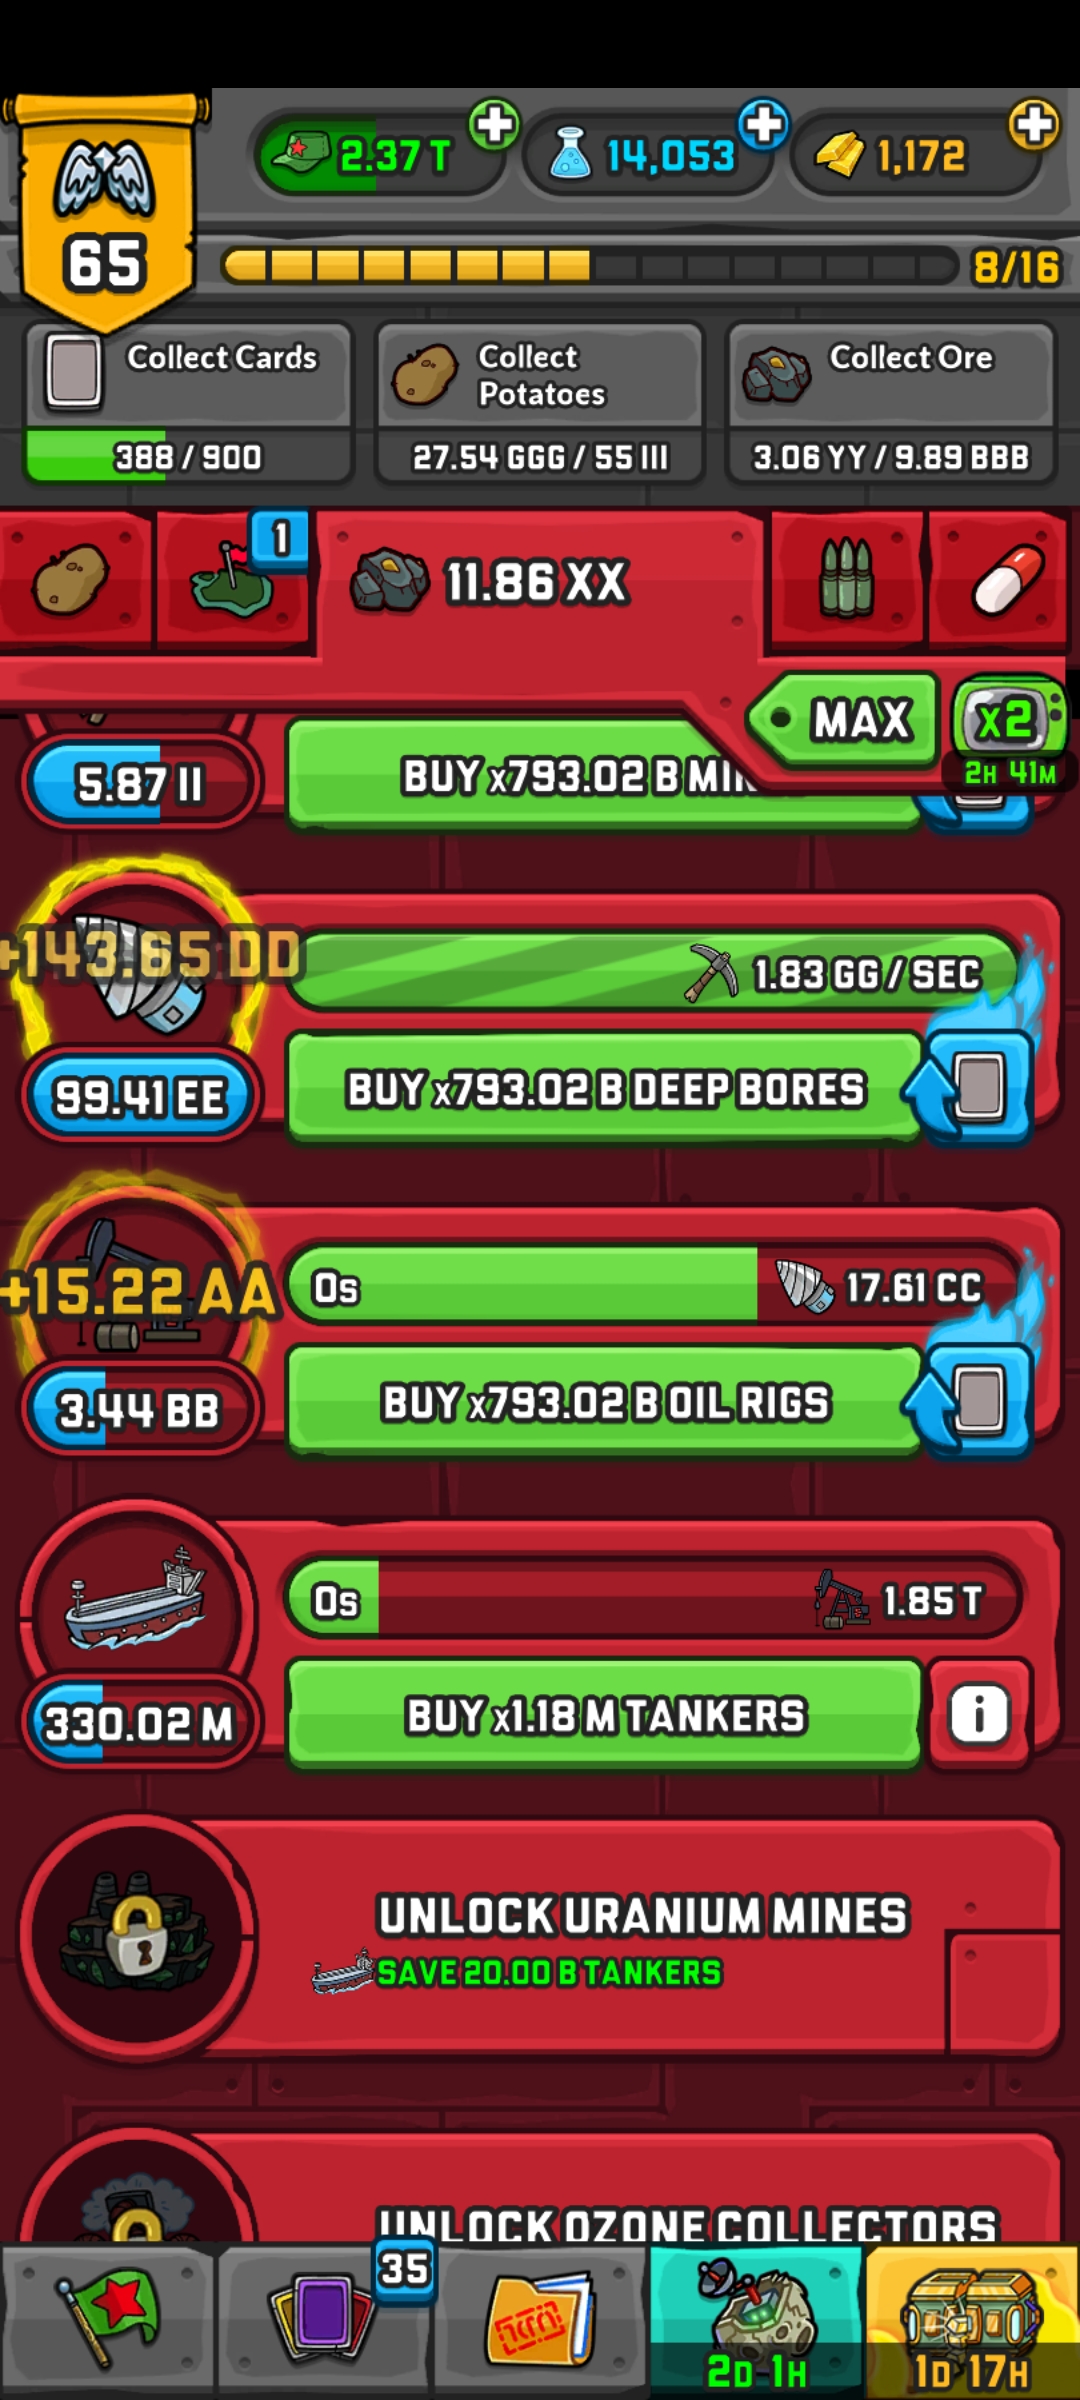 2.37 T
14,053
1,172
65
8/16
Collect Cards
388 / 900
Collect
Potatoes
27.54 GGG / 55 III
Collect Ore
3.06 YY / 9.89 BBB
1
11.86 XX
MAX
x2
2H 41M
5.87 II
BUY x793.02 B MIN
+143.65 DD
1.83 GG / SEC
99.41 EE
BUY x793.02 B DEEP BORES
+15.22 AA
0s
17.61 CC
3.44 BB
BUY x793.02 B OIL RIGS
0s
1.85 T
330.02 M
BUY x1.18 M TANKERS
i
UNLOCK URANIUM MINES
SAVE 20.00 B TANKERS
UNLOCK OZONE COLLECTORS
35
2D 1H
1D 17H